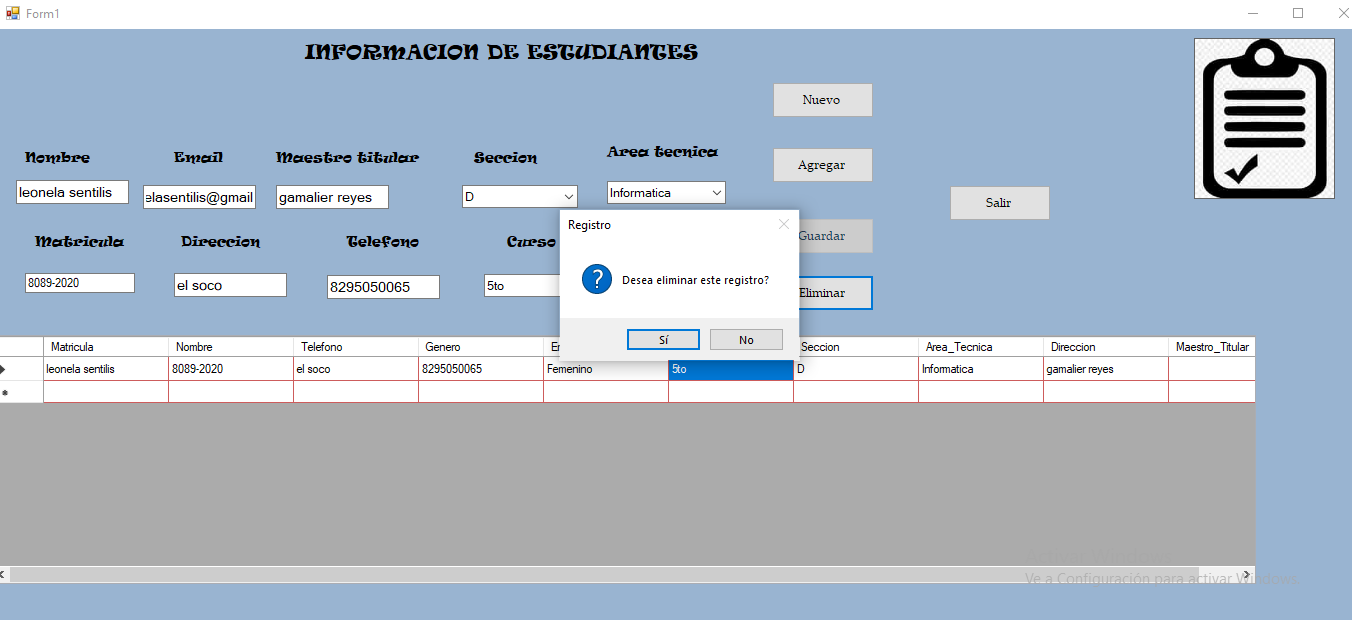 Form1
INFORMACION DE ESTUDIANTES
Nuevo
Nombre Email Maestro titular Seccion Area tecnica
Agregar
leonela sentilis elasentilis@gmail gamalier reyes D Informatica
Salir
Registro
Matricula Direccion Telefono Curso
Guardar
Desea eliminar este registro?
8089-2020 el soco 8295050065 5to
Eliminar
Sí No
Matricula Nombre Telefono Genero Seccion Area_Tecnica Direccion Maestro_Titular
leonela sentilis 8089-2020 el soco 8295050065 Femenino 5to D Informatica gamalier reyes
Ve a Configuración para activar Windows